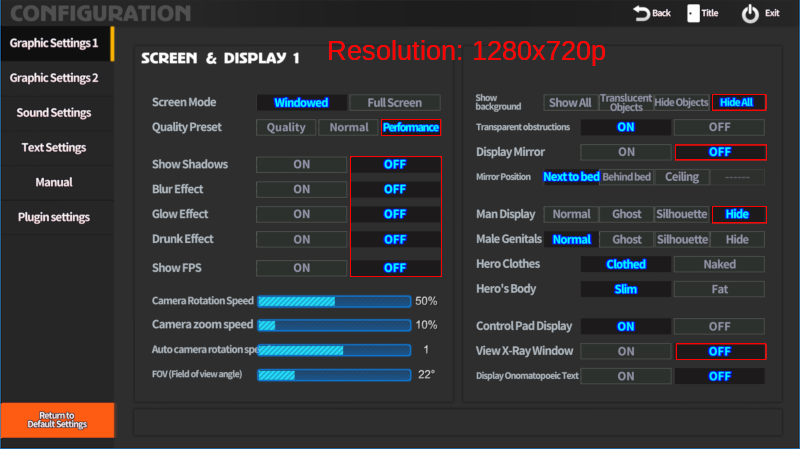 CONFIGURATION
Back
Title
Exit
Graphic Settings 1
Graphic Settings 2
Sound Settings
Text Settings
Manual
Plugin settings
Return to
Default Settings
Resolution: 1280x720p
SCREEN & DISPLAY 1
Screen Mode Windowed Full Screen
Quality Preset Quality Normal Performance
Show Shadows ON OFF
Blur Effect ON OFF
Glow Effect ON OFF
Drunk Effect ON OFF
Show FPS ON OFF
Camera Rotation Speed 50%
Camera zoom speed 10%
Auto camera rotation spe 1
FOV (Field of view angle) 22°
Show
background Show All Translucent
Objects Hide Objects Hide All
Transparent obstructions ON OFF
Display Mirror ON OFF
Mirror Position Next to bed Behind bed Ceiling ------
Man Display Normal Ghost Silhouette Hide
Male Genitals Normal Ghost Silhouette Hide
Hero Clothes Clothed Naked
Hero's Body Slim Fat
Control Pad Display ON OFF
View X-Ray Window ON OFF
Display Onomatopoeic Text ON OFF